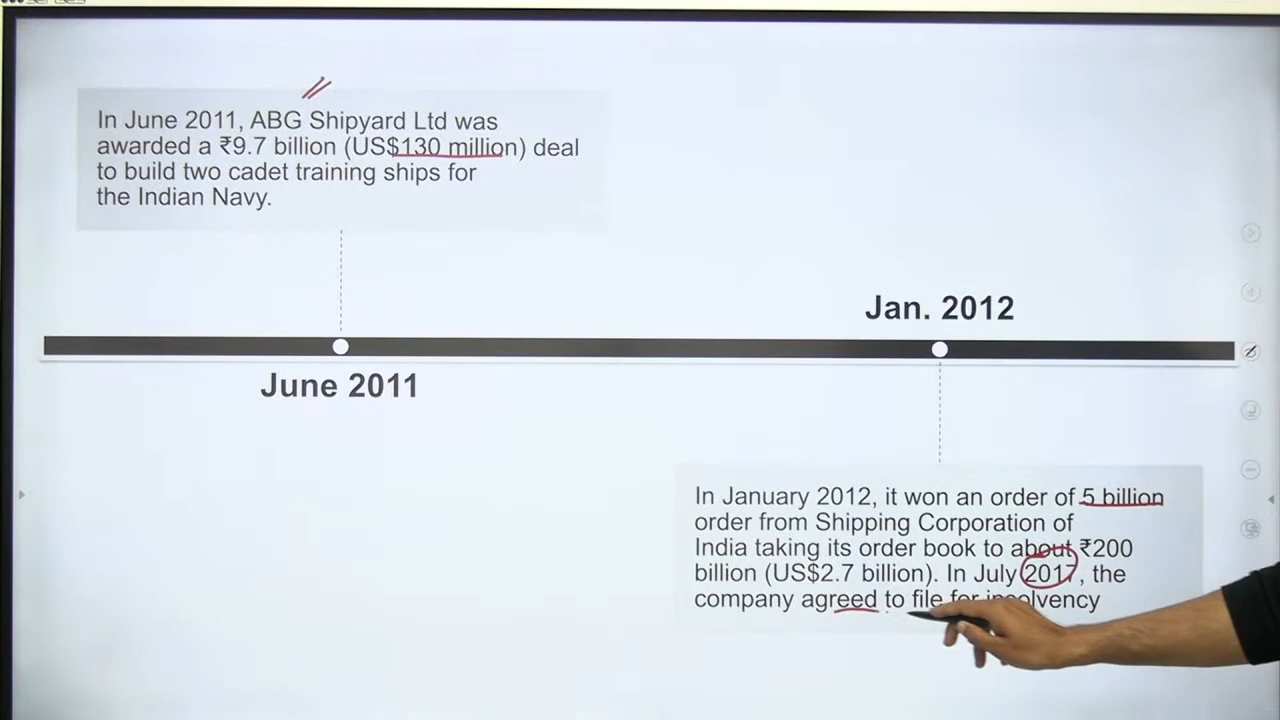 In June 2011, ABG Shipyard Ltd was
awarded a ₹9.7 billion (US$130 million) deal
to build two cadet training ships for
the Indian Navy.
June 2011
Jan. 2012
In January 2012, it won an order of 5 billion
order from Shipping Corporation of
India taking its order book to about ₹200
billion (US$2.7 billion). In July 2017, the
company agreed to file for insolvency